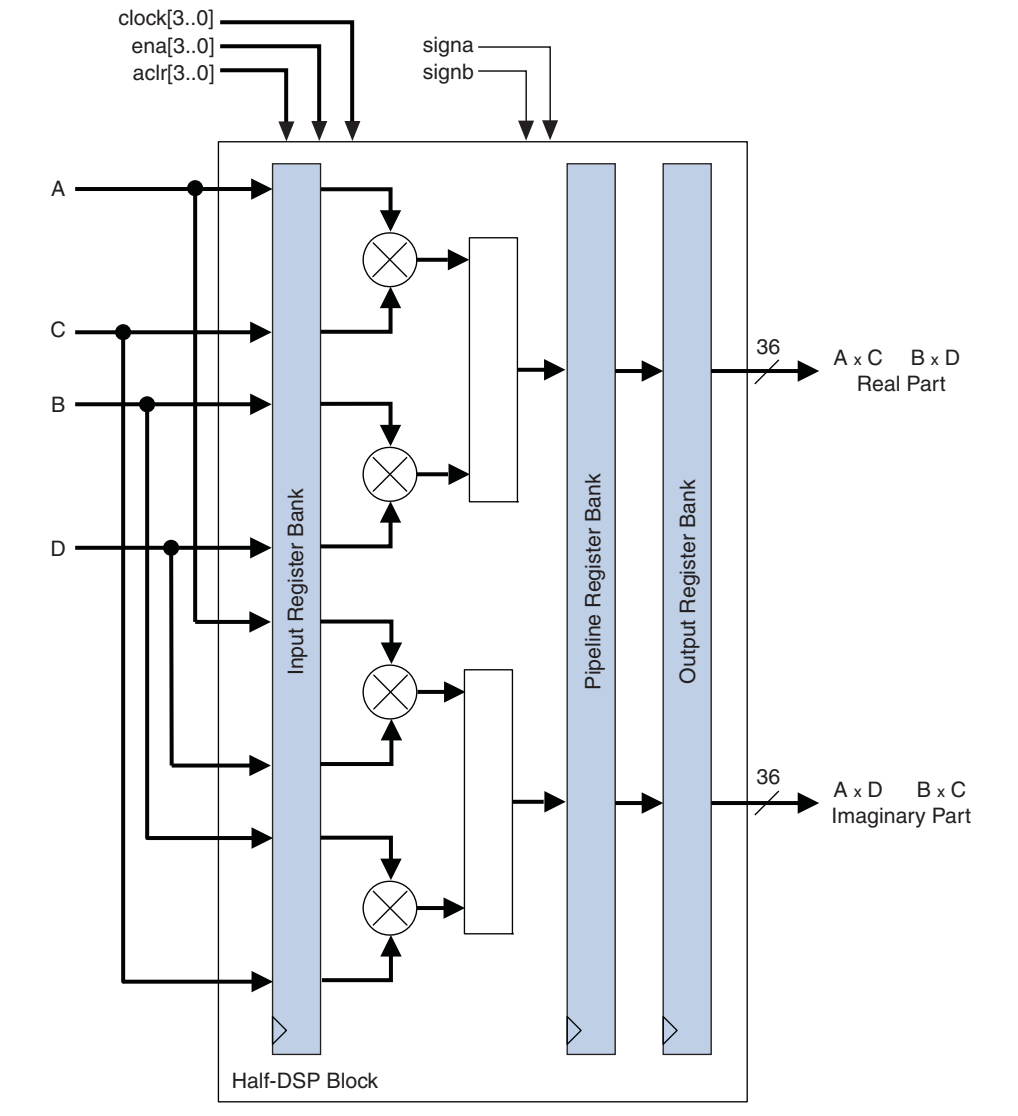 clock[3..0]
ena[3..0]
aclr[3..0]
signa
signb
A
C
B
D
Input Register Bank
Pipeline Register Bank
Output Register Bank
36
A x C B x D
Real Part
36
A x D B x C
Imaginary Part
Half-DSP Block